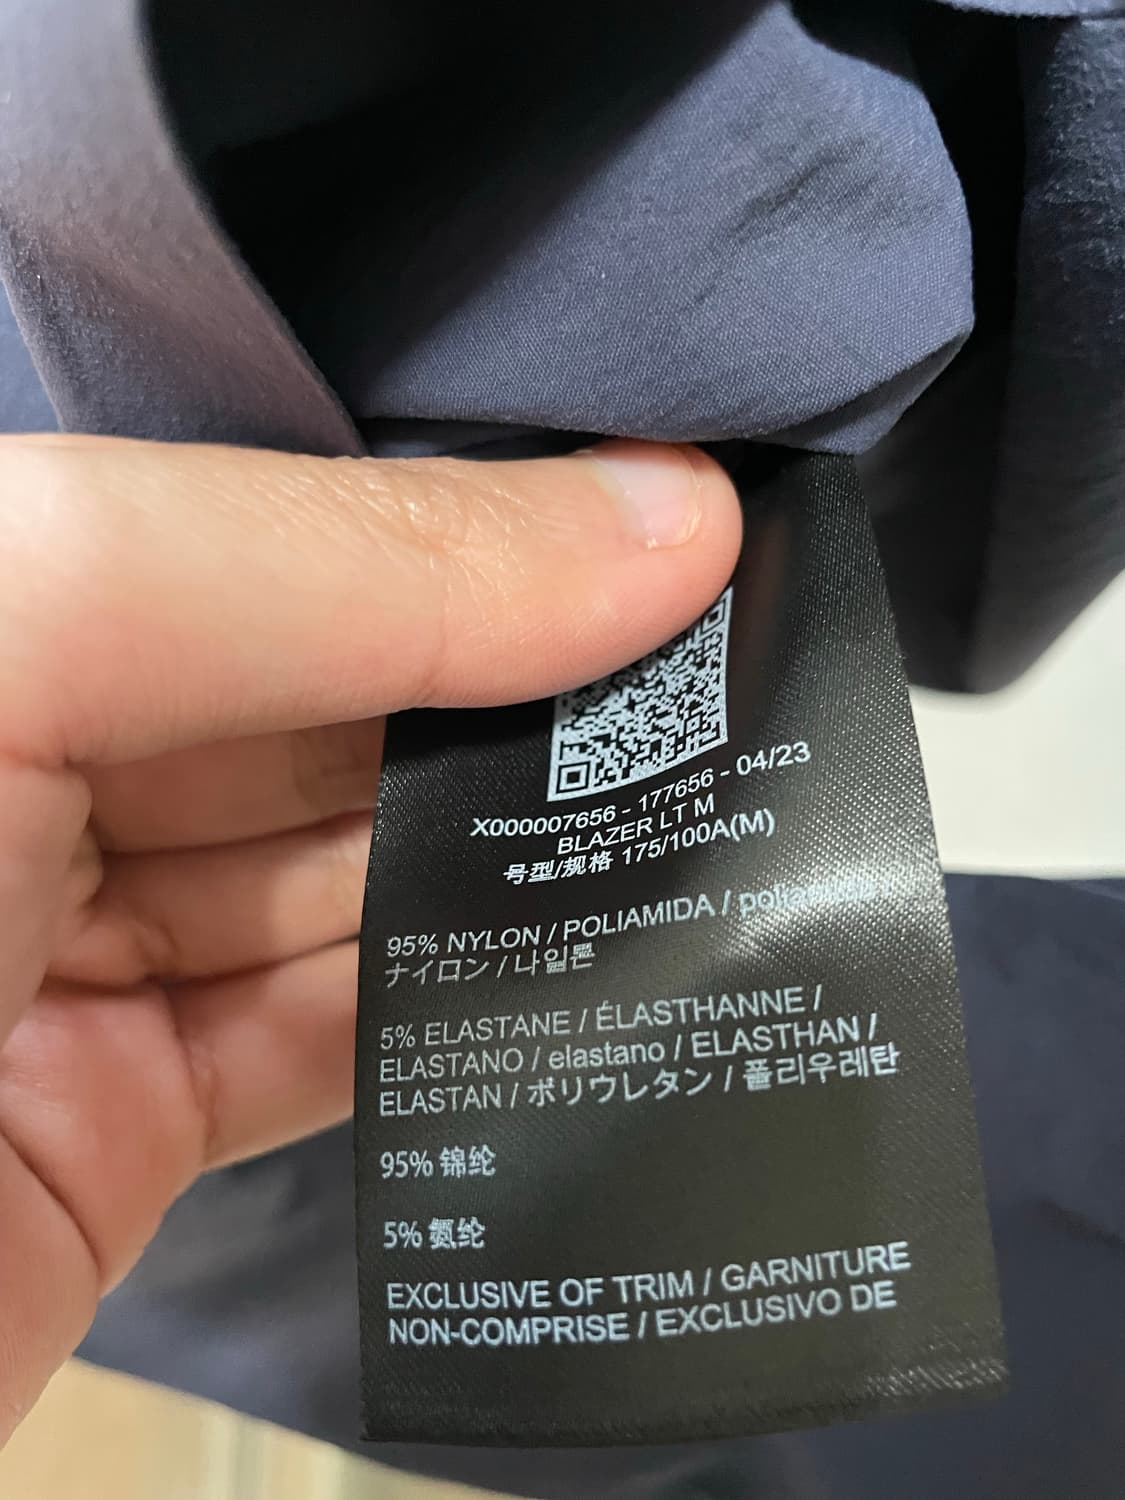 X000007656 - 177656 - 04/23
BLAZER LT M
号型/规格 175/100A(M)
95% NYLON / POLIAMIDA / poliammide /
ナイロン / 나일론
5% ELASTANE / ÉLASTHANNE /
ELASTANO / elastano / ELASTHAN /
ELASTAN / ポリウレタン / 폴리우레탄
95% 锦纶
5% 氨纶
EXCLUSIVE OF TRIM / GARNITURE
NON-COMPRISE / EXCLUSIVO DE